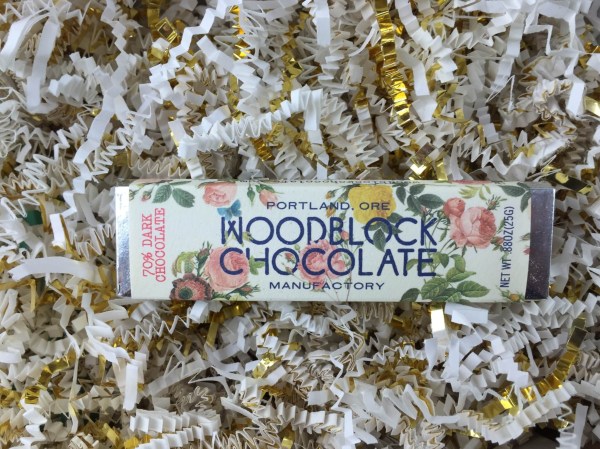 70% DARK
CHOCOLATE
PORTLAND, ORE
WOODBLOCK
CHOCOLATE
MANUFACTORY
NET WT .88OZ(25G)